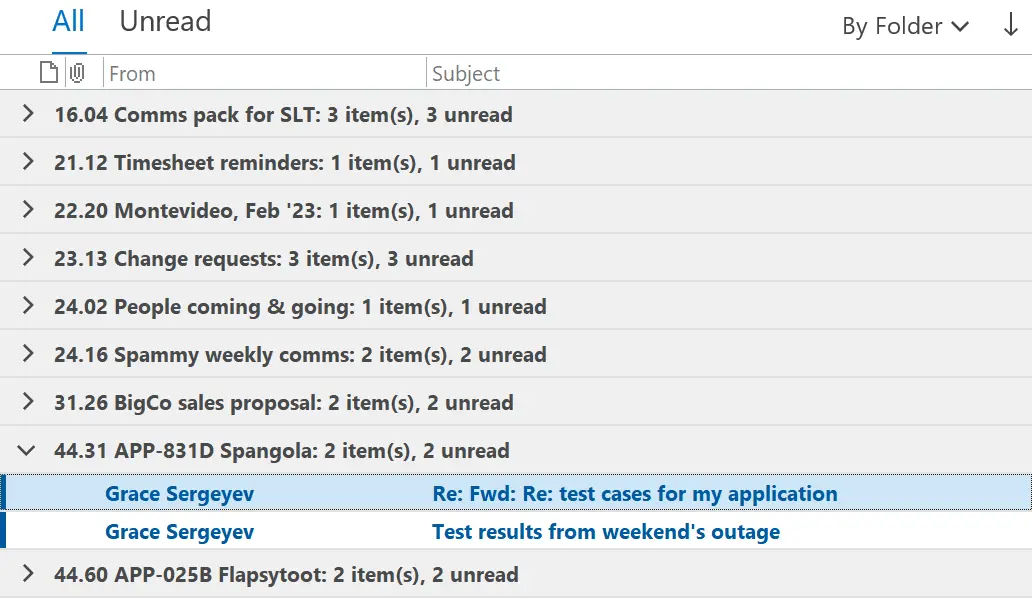 All Unread By Folder
From Subject
16.04 Comms pack for SLT: 3 item(s), 3 unread
21.12 Timesheet reminders: 1 item(s), 1 unread
22.20 Montevideo, Feb '23: 1 item(s), 1 unread
23.13 Change requests: 3 item(s), 3 unread
24.02 People coming & going: 1 item(s), 1 unread
24.16 Spammy weekly comms: 2 item(s), 2 unread
31.26 BigCo sales proposal: 2 item(s), 2 unread
44.31 APP-831D Spangola: 2 item(s), 2 unread
Grace Sergeyev Re: Fwd: Re: test cases for my application
Grace Sergeyev Test results from weekend's outage
44.60 APP-025B Flapsytoot: 2 item(s), 2 unread